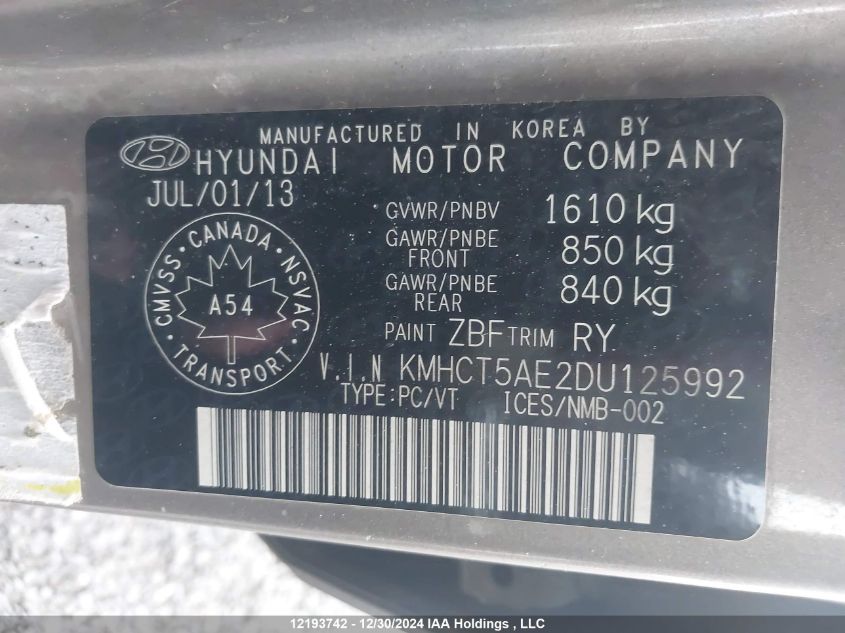 MANUFACTURED IN KOREA BY
HYUNDAI MOTOR COMPANY
JUL/01/13
GVWR/PNBV 1610 kg
GAWR/PNBE FRONT 850 kg
GAWR/PNBE REAR 840 kg
CMVSS • CANADA • NSVAC
A54
• TRANSPORT •
PAINT ZBF TRIM RY
V.I.N KMHCT5AE2DU125992
TYPE:PC/VT ICES/NMB-002
12193742 - 12/30/2024 IAA Holdings , LLC